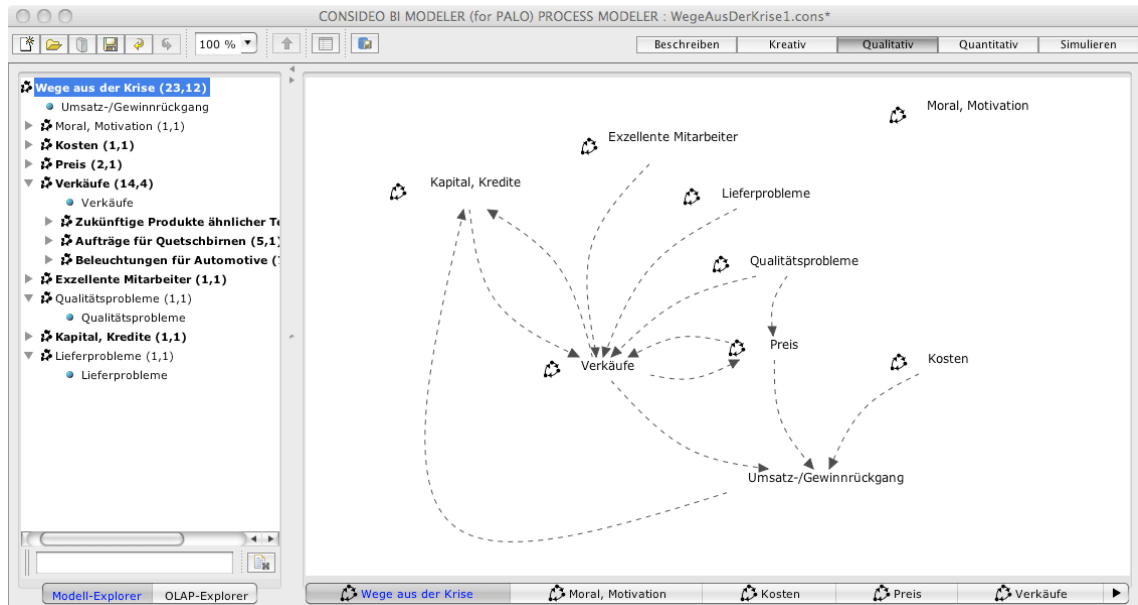 CONSIDEO BI MODELER (for PALO) PROCESS MODELER : WegeAusDerKrise1.cons*
100 %
Beschreiben
Kreativ
Qualitativ
Quantitativ
Simulieren
Wege aus der Krise (23,12)
Umsatz-/Gewinnrückgang
Moral, Motivation (1,1)
Kosten (1,1)
Preis (2,1)
Verkäufe (14,4)
Verkäufe
Zukünftige Produkte ähnlicher
Aufträge für Quetschbirnen (5,1)
Beleuchtungen für Automotive
Exzellente Mitarbeiter (1,1)
Qualitätsprobleme (1,1)
Qualitätsprobleme
Kapital, Kredite (1,1)
Lieferprobleme (1,1)
Lieferprobleme
Modell-Explorer
OLAP-Explorer
Moral, Motivation
Exzellente Mitarbeiter
Kapital, Kredite
Lieferprobleme
Qualitätsprobleme
Preis
Kosten
Verkäufe
Umsatz-/Gewinnrückgang
Wege aus der Krise
Moral, Motivation
Kosten
Preis
Verkäufe